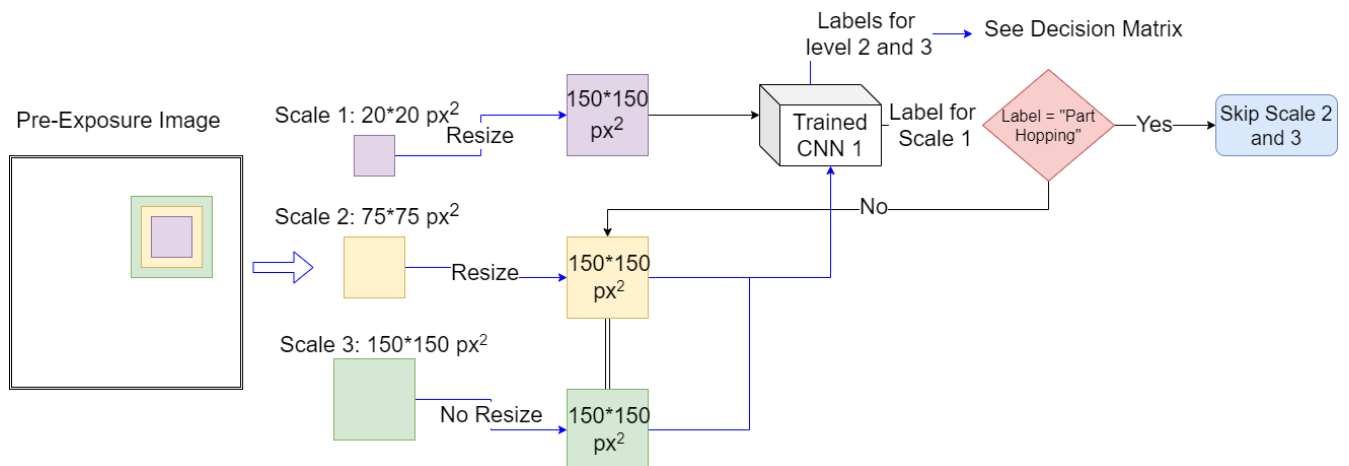 Pre-Exposure Image
Scale 1: 20*20 px²
Resize
150*150
px²
Labels for
level 2 and 3
See Decision Matrix
Trained
CNN 1
Label for
Scale 1
Label = "Part
Hopping"
Yes
Skip Scale 2
and 3
No
Scale 2: 75*75 px²
Resize
150*150
px²
Scale 3: 150*150 px²
No Resize
150*150
px²